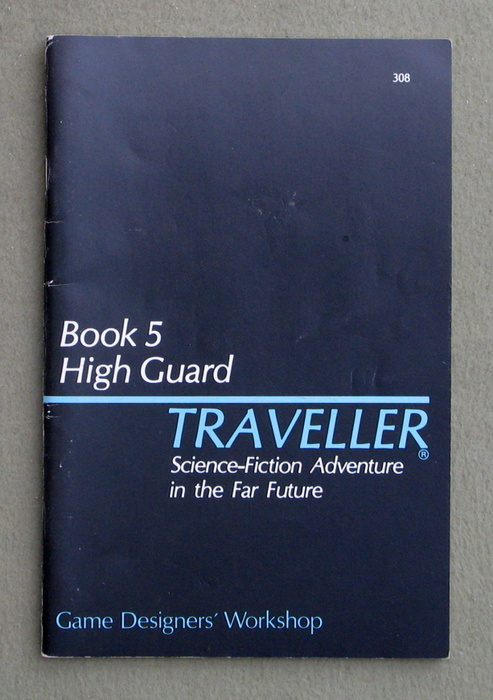 308
Book 5
High Guard
TRAVELLER®
Science-Fiction Adventure
in the Far Future
Game Designers´ Workshop